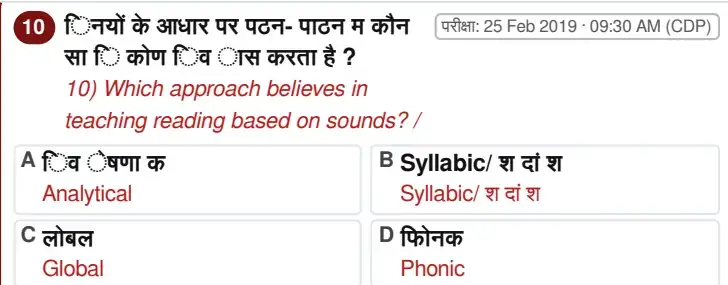 10 िनयों के आधार पर पठन- पाटन म कौन
परीक्षा: 25 Feb 2019 · 09:30 AM (CDP)
सा ि कोण िव ास करता है ?
10) Which approach believes in
teaching reading based on sounds? /
A िव ेषणा क
Analytical
B Syllabic/ श दां श
Syllabic/ श दां श
C लोबल
Global
D फिोनक
Phonic